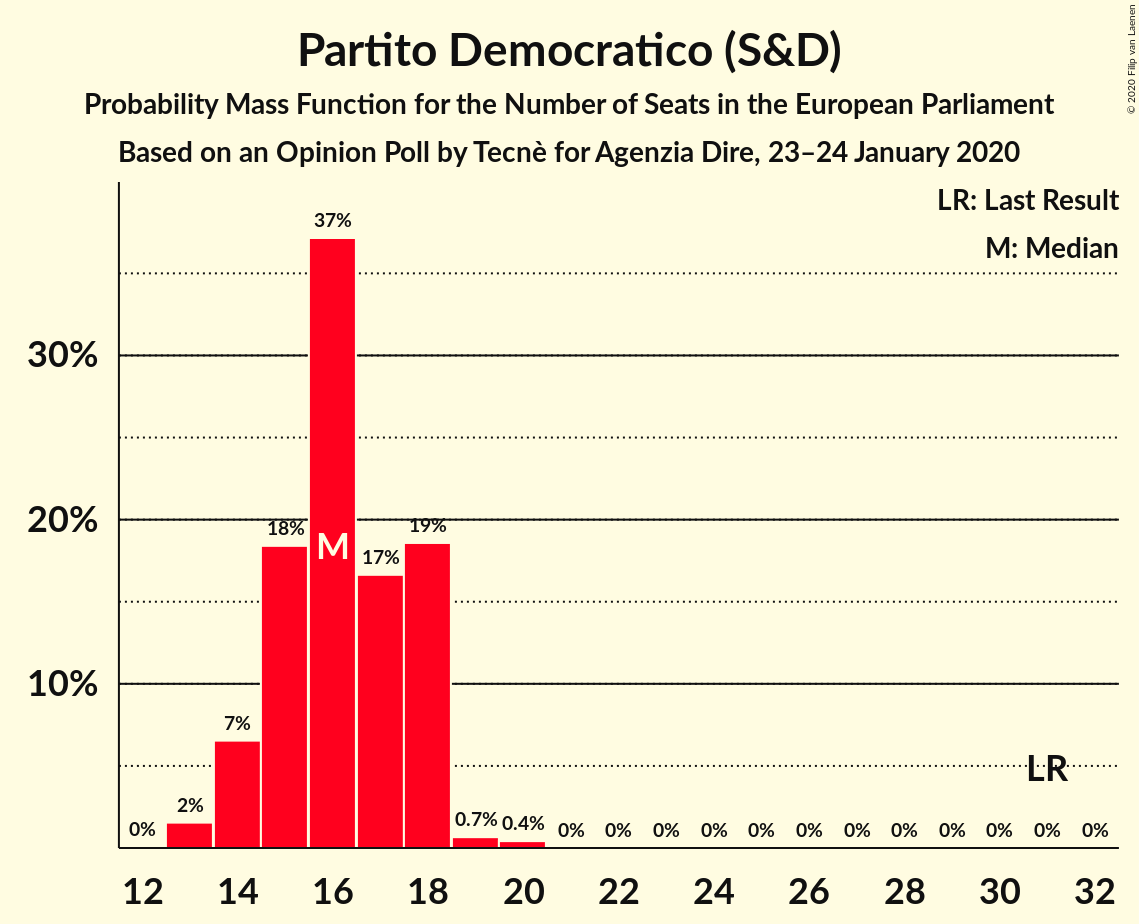 Partito Democratico (S&D)
Probability Mass Function for the Number of Seats in the European Parliament
Based on an Opinion Poll by Tecnè for Agenzia Dire, 23–24 January 2020
© 2020 Filip van Laenen
LR: Last Result
M: Median
37%
30%
20%
18%
19%
M
17%
10%
7%
LR
2%
0%
0.7%
0.4%
0% 0% 0% 0% 0% 0% 0% 0% 0% 0% 0% 0%
12 14 16 18 20 22 24 26 28 30 32